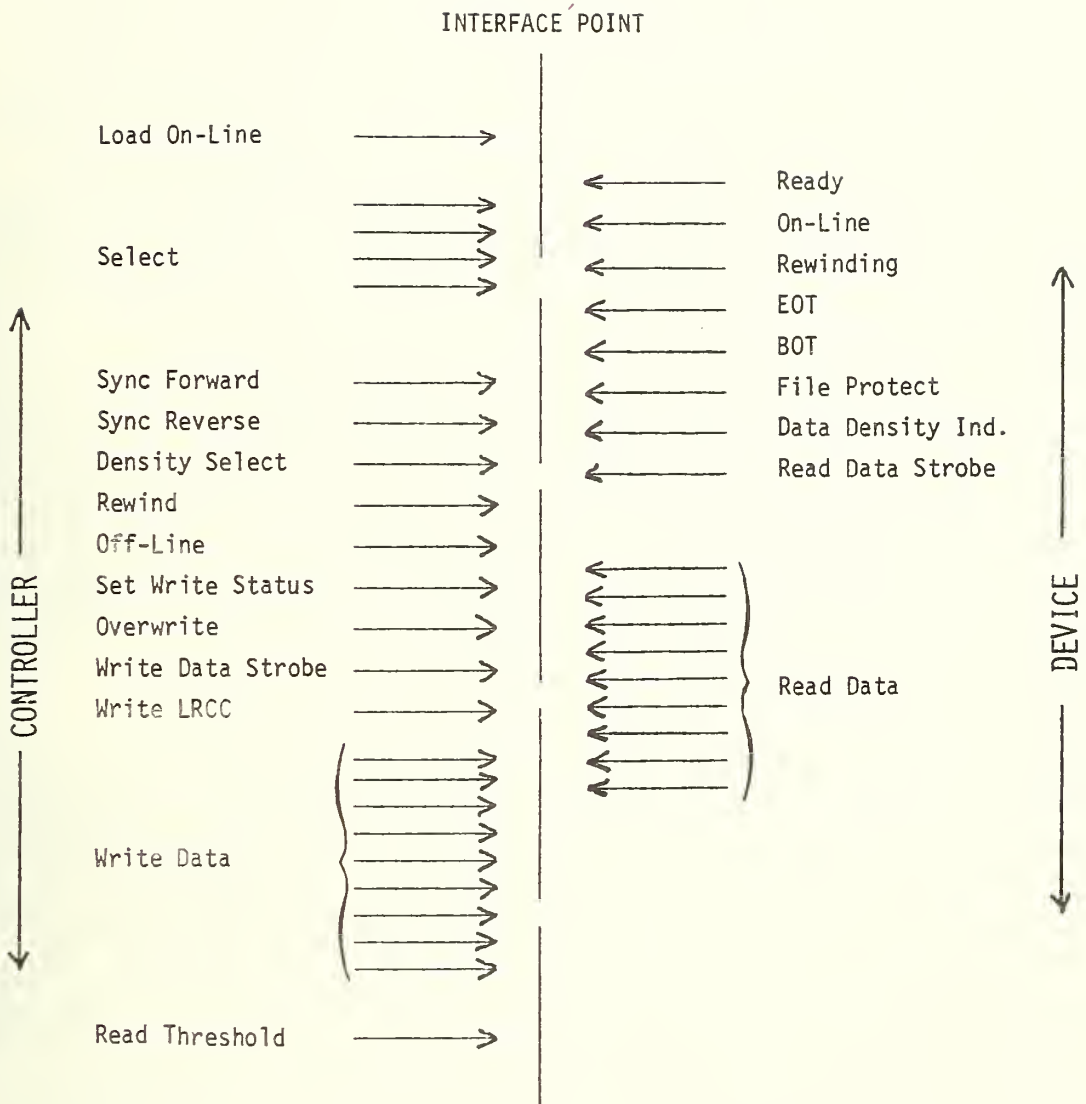 INTERFACE POINT
Load On-Line
Select
Sync Forward
Sync Reverse
Density Select
Rewind
Off-Line
Set Write Status
Overwrite
Write Data Strobe
Write LRCC
Write Data
Read Threshold
CONTROLLER
Ready
On-Line
Rewinding
EOT
BOT
File Protect
Data Density Ind.
Read Data Strobe
Read Data
DEVICE